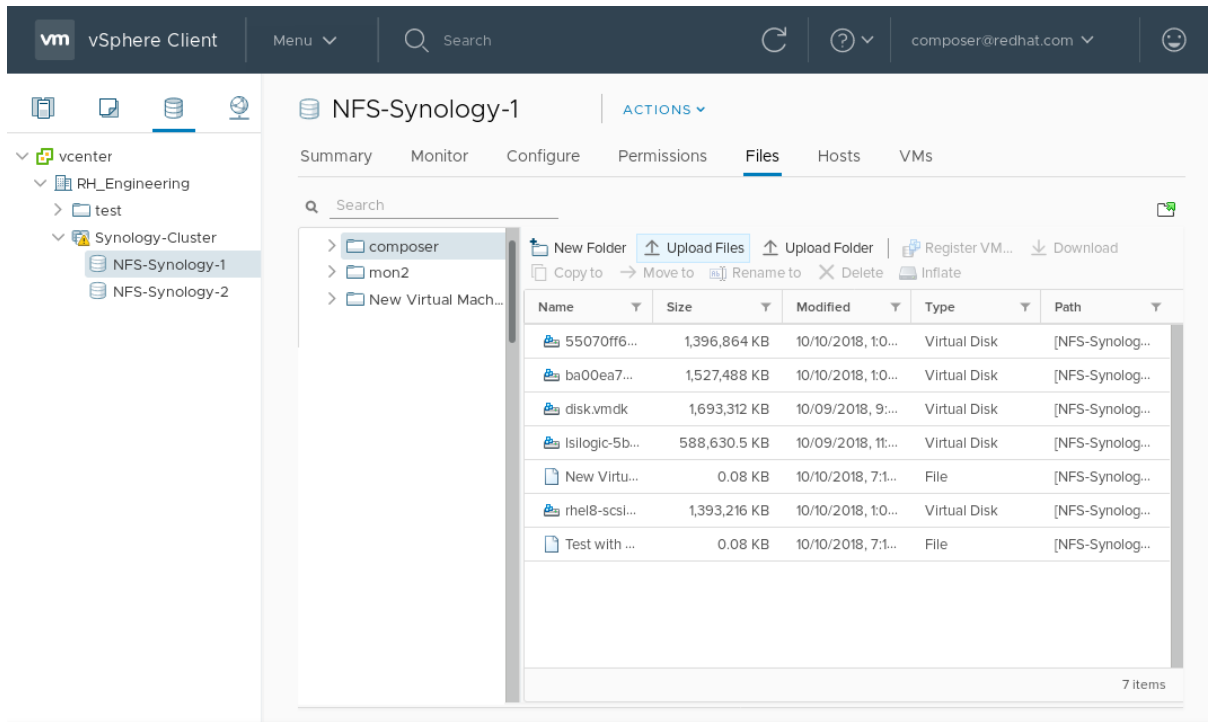 vm vSphere Client Menu Search composer@redhat.com
NFS-Synology-1 ACTIONS
vcenter
RH_Engineering
test
Synology-Cluster
NFS-Synology-1
NFS-Synology-2
Summary Monitor Configure Permissions Files Hosts VMs
Search
composer
mon2
New Virtual Mach...
New Folder Upload Files Upload Folder Register VM... Download
Copy to Move to Rename to Delete Inflate
Name Size Modified Type Path
55070ff6... 1,396,864 KB 10/10/2018, 1:0... Virtual Disk [NFS-Synolog...
ba00ea7... 1,527,488 KB 10/10/2018, 1:0... Virtual Disk [NFS-Synolog...
disk.vmdk 1,693,312 KB 10/09/2018, 9:... Virtual Disk [NFS-Synolog...
lsilogic-5b... 588,630.5 KB 10/09/2018, 11:... Virtual Disk [NFS-Synolog...
New Virtu... 0.08 KB 10/10/2018, 7:1... File [NFS-Synolog...
rhel8-scsi... 1,393,216 KB 10/10/2018, 1:0... Virtual Disk [NFS-Synolog...
Test with ... 0.08 KB 10/10/2018, 7:1... File [NFS-Synolog...
7 items